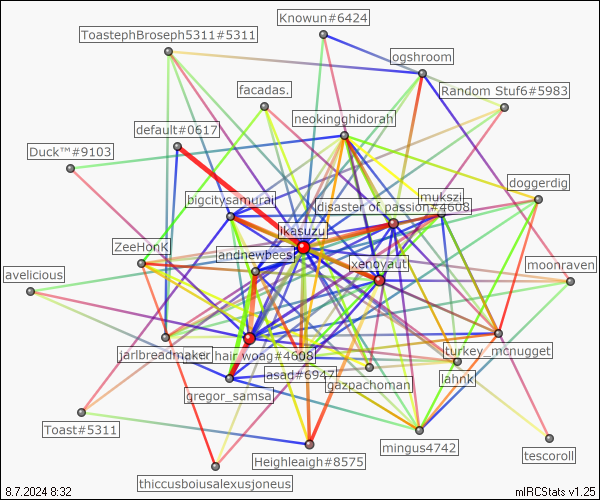 Knowun#6424
ToastephBroseph5311#5311
ogshroom
facadas.
Random Stuf6#5983
neokingghidorah
default#0617
Duck™#9103
doggerdig
mukszi
bigcitysamurai
disaster of passion#4608
ikasuzu
ZeeHonK
andnewbees
xenoyaut
moonraven
avelicious
jarlbreadmaker
hair woag#4608
turkey_mcnugget
asad#6947
lahnk
gazpachoman
gregor_samsa
Toast#5311
mingus4742
tescoroll
Heighleaigh#8575
thiccusboiusalexusjoneus
8.7.2024 8:32
mIRCStats v1.25